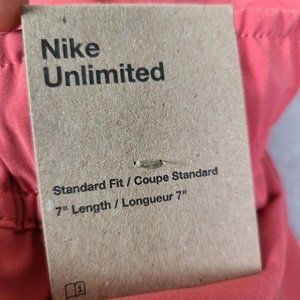 Nike
Unlimited
Standard Fit / Coupe Standard
7" Length / Longueur 7"